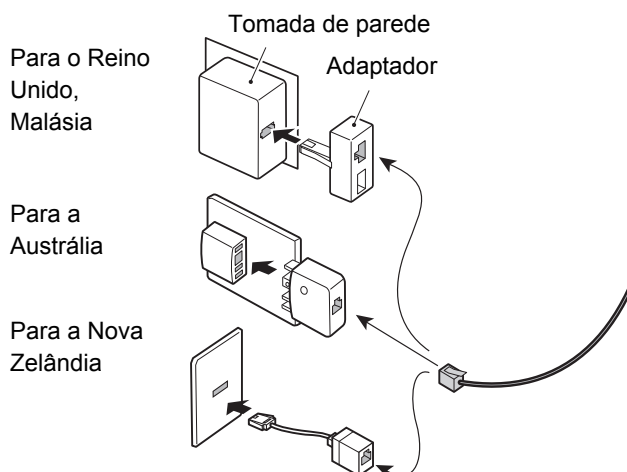 Tomada de parede
Para o Reino
Unido,
Malásia
Adaptador
Para a
Austrália
Para a Nova
Zelândia